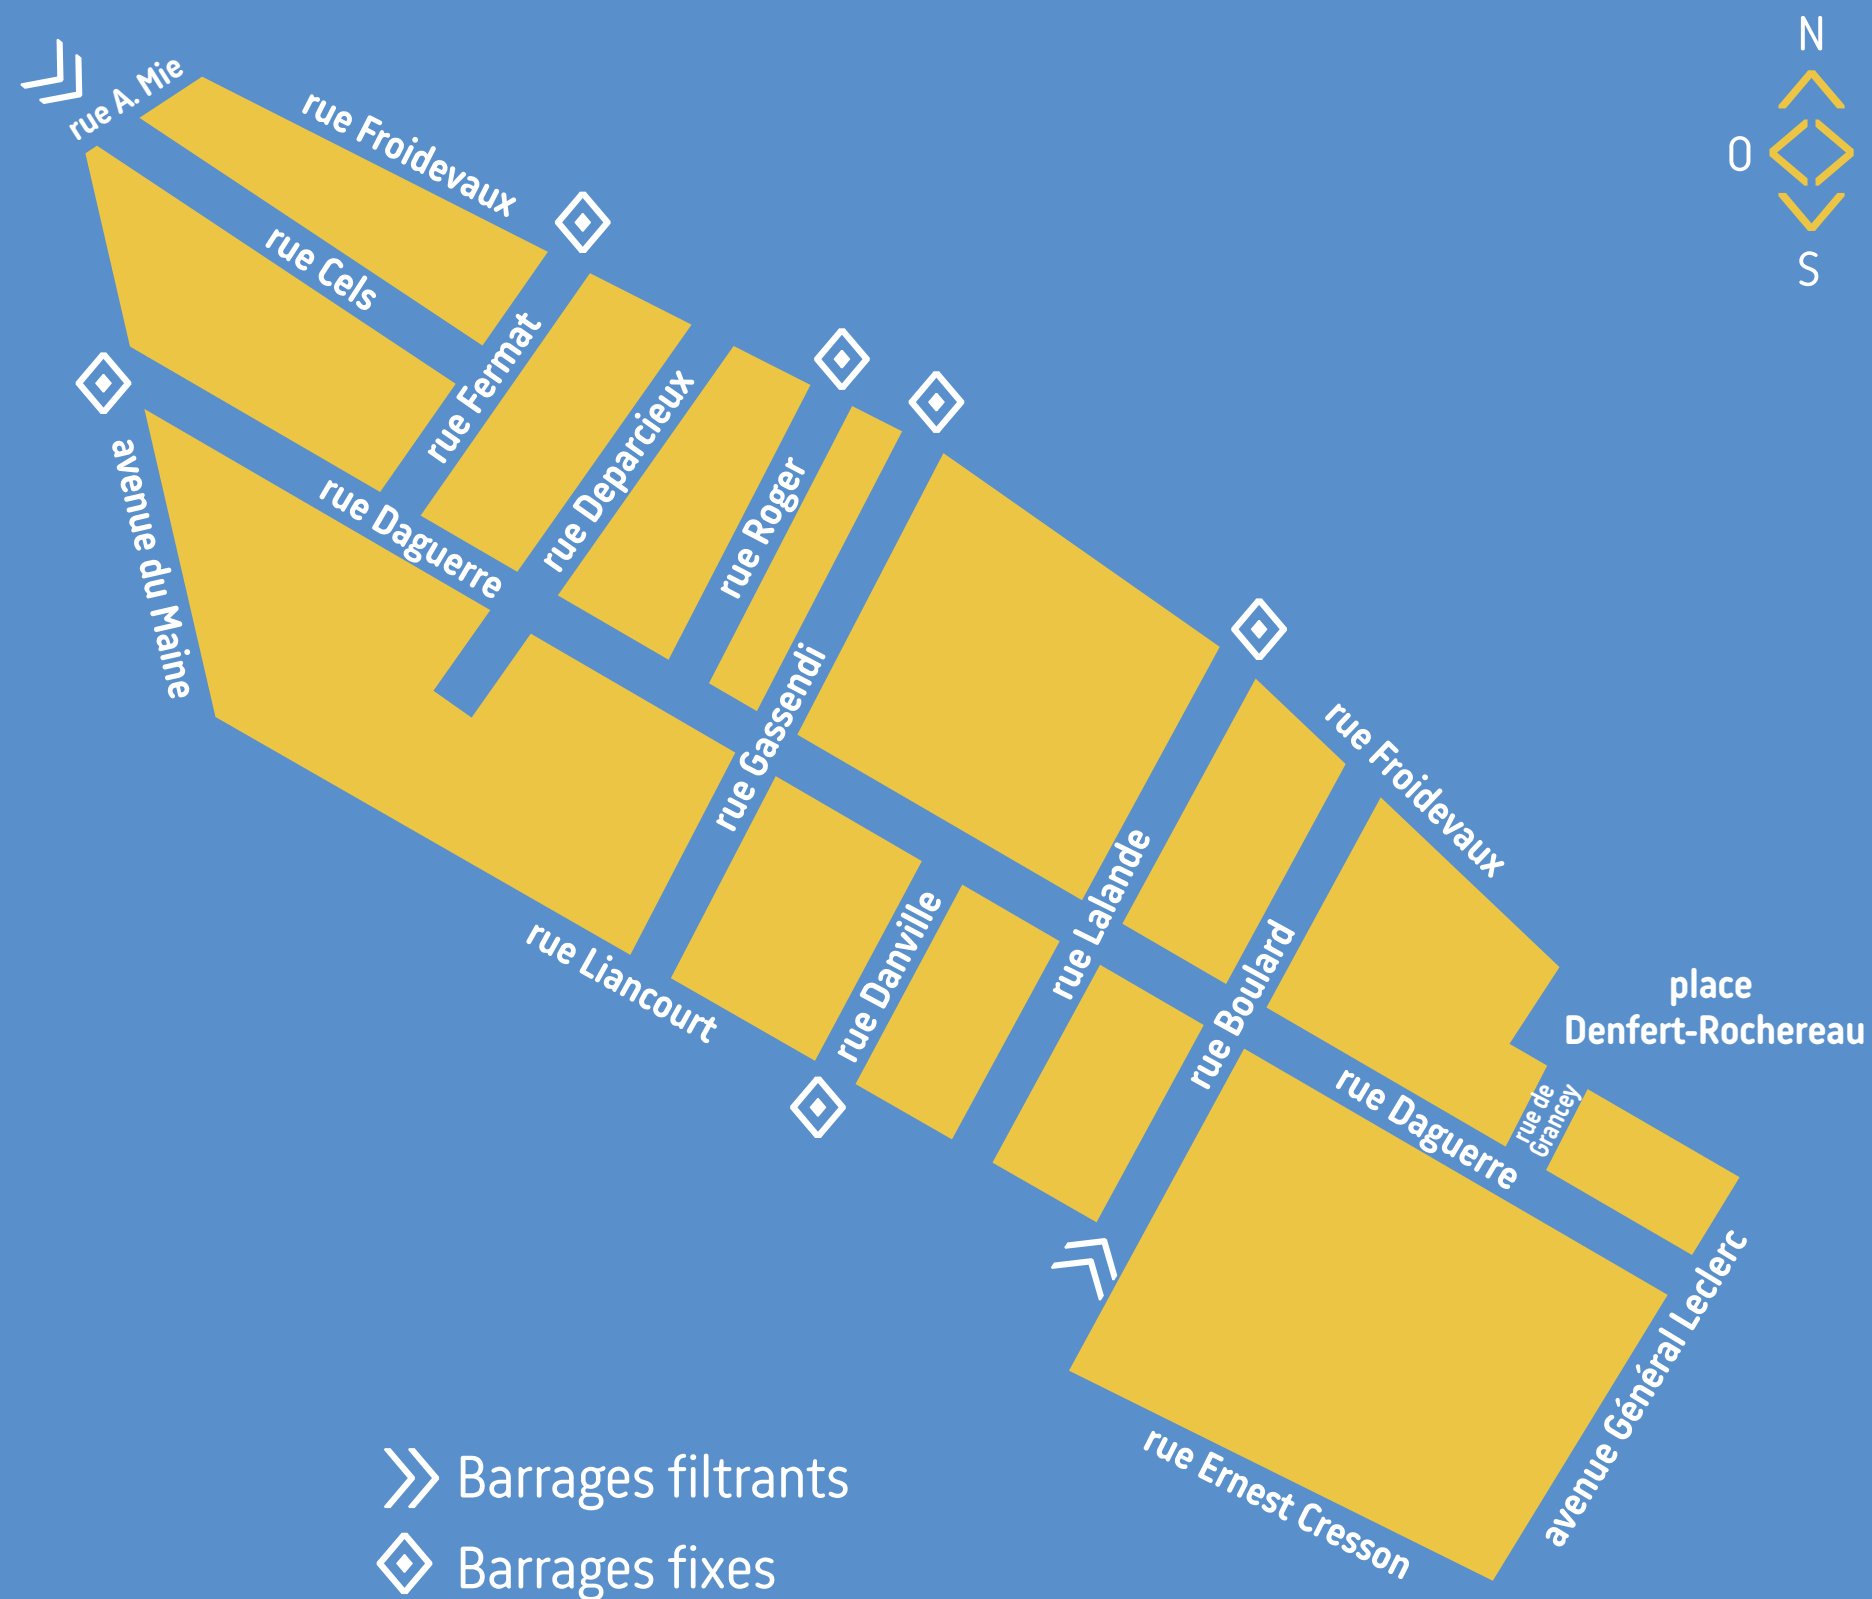 N
O
S
rue A. Mie
rue Froidevaux
rue Cels
rue Fermat
rue Deparcieux
rue Roger
avenue du Maine
rue Daguerre
rue Gassendi
rue Froidevaux
rue Lalande
rue Danville
rue Liancourt
rue Boulard
place
Denfert-Rochereau
rue de
Grancey
rue Daguerre
avenue Général Leclerc
rue Ernest Cresson
Barrages filtrants
Barrages fixes